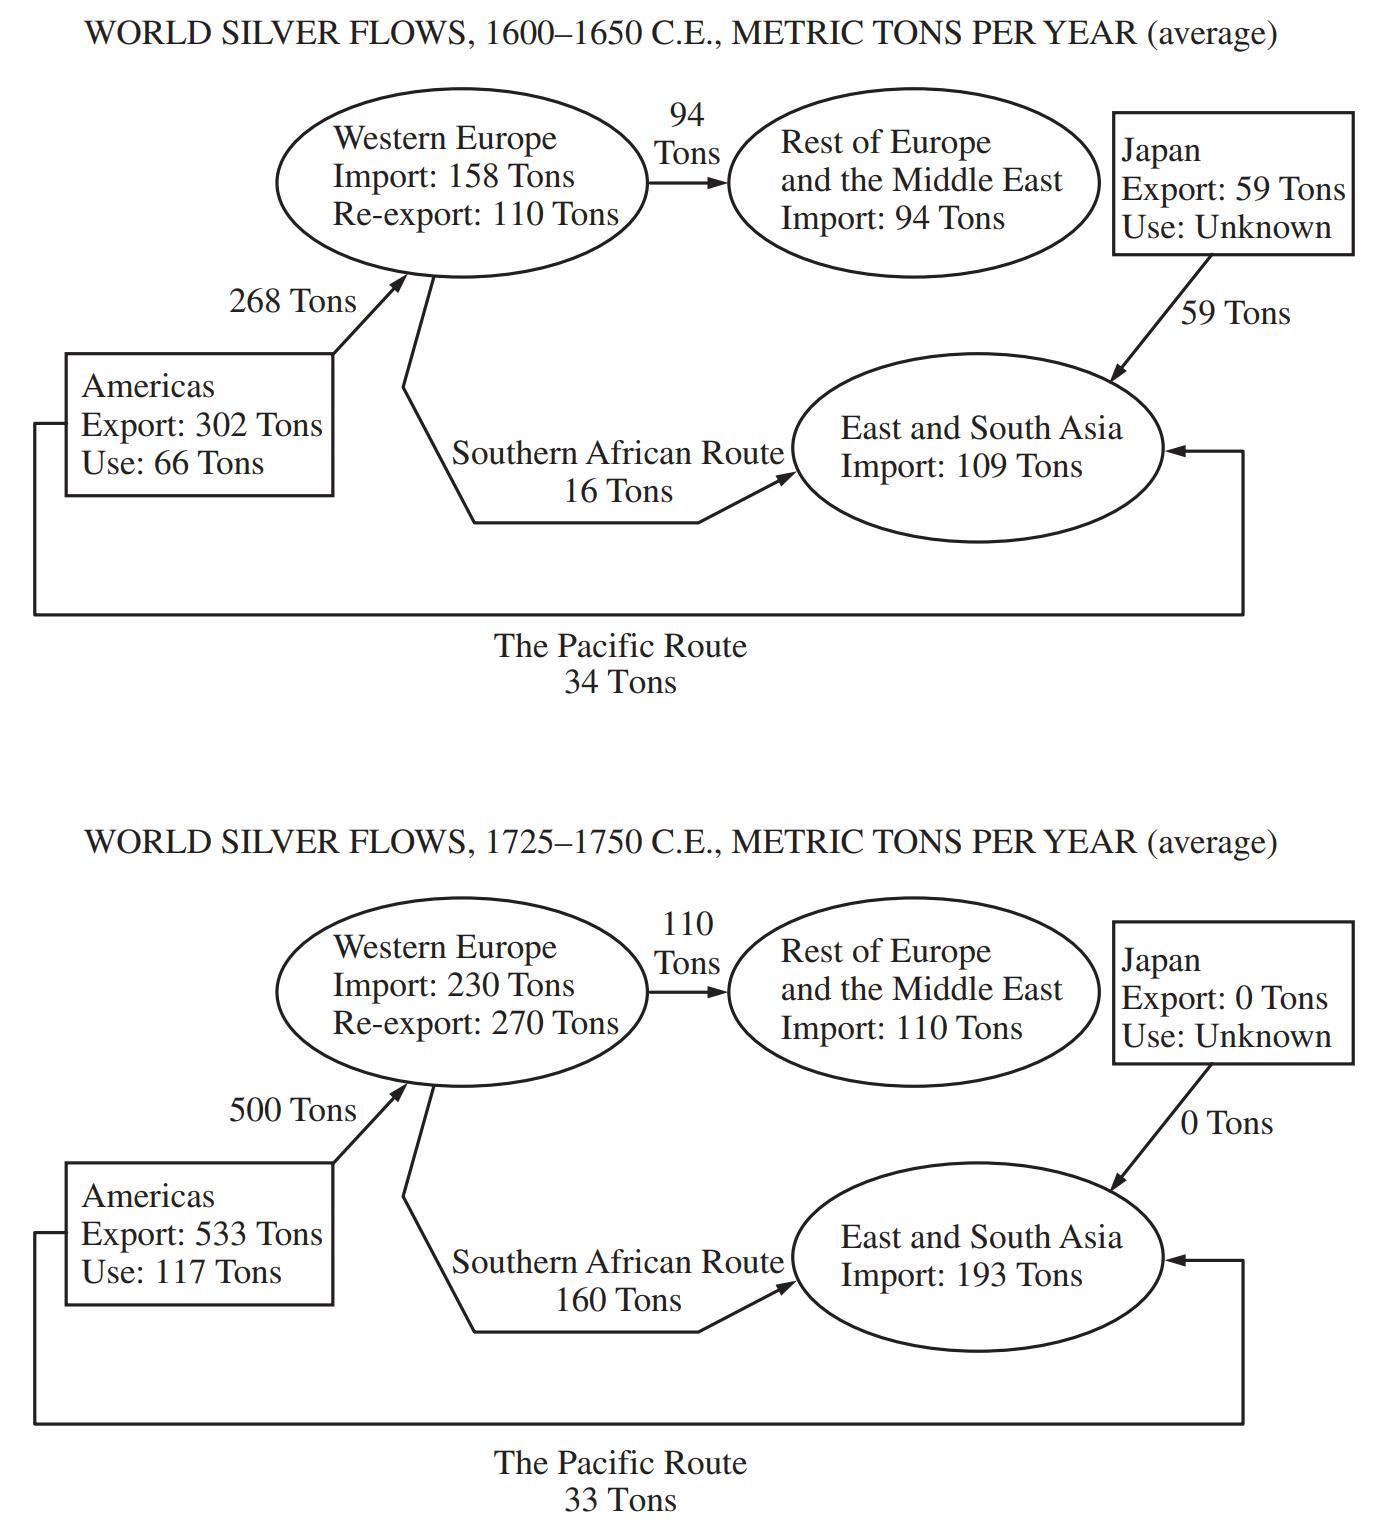 WORLD SILVER FLOWS, 1600–1650 C.E., METRIC TONS PER YEAR (average)
Western Europe
Import: 158 Tons
Re-export: 110 Tons
94
Tons
Rest of Europe
and the Middle East
Import: 94 Tons
Japan
Export: 59 Tons
Use: Unknown
268 Tons
59 Tons
Americas
Export: 302 Tons
Use: 66 Tons
Southern African Route
16 Tons
East and South Asia
Import: 109 Tons
The Pacific Route
34 Tons
WORLD SILVER FLOWS, 1725–1750 C.E., METRIC TONS PER YEAR (average)
Western Europe
Import: 230 Tons
Re-export: 270 Tons
110
Tons
Rest of Europe
and the Middle East
Import: 110 Tons
Japan
Export: 0 Tons
Use: Unknown
500 Tons
0 Tons
Americas
Export: 533 Tons
Use: 117 Tons
Southern African Route
160 Tons
East and South Asia
Import: 193 Tons
The Pacific Route
33 Tons